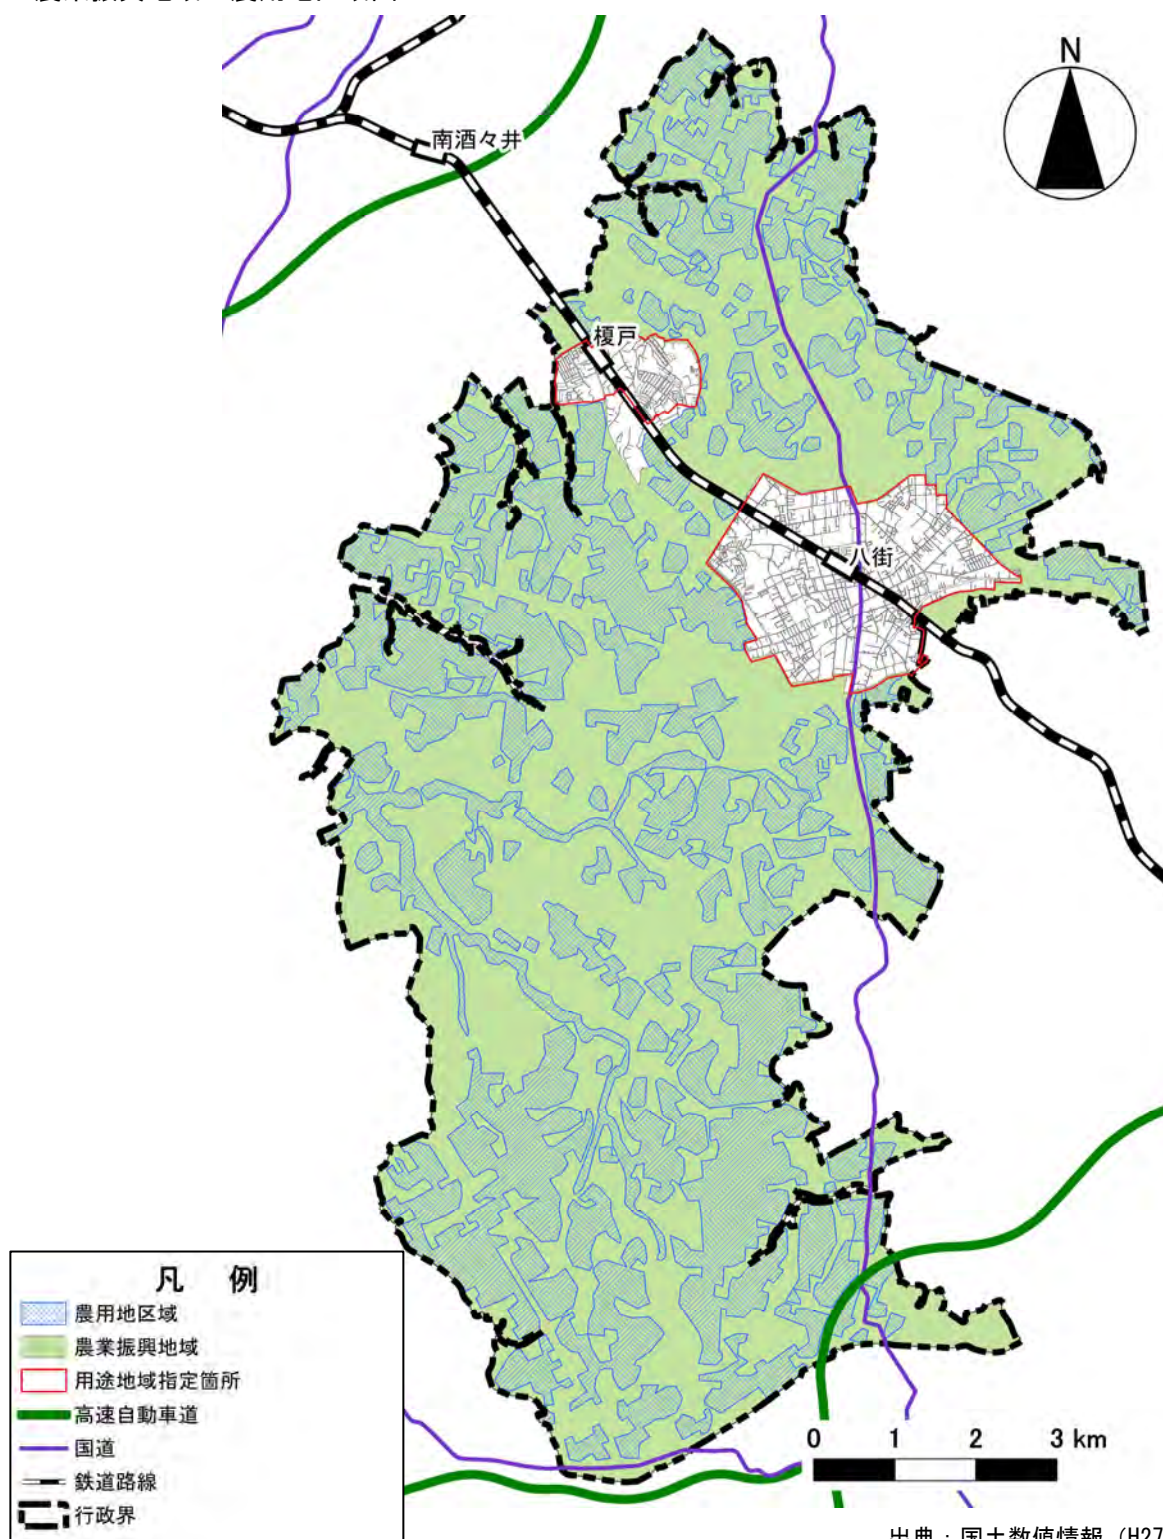 N
南酒々井
榎戸
八街
凡 例
農用地区域
農業振興地域
用途地域指定箇所
高速自動車道
国道
鉄道路線
行政界
0 1 2 3 km
出典：国土数値情報（H27